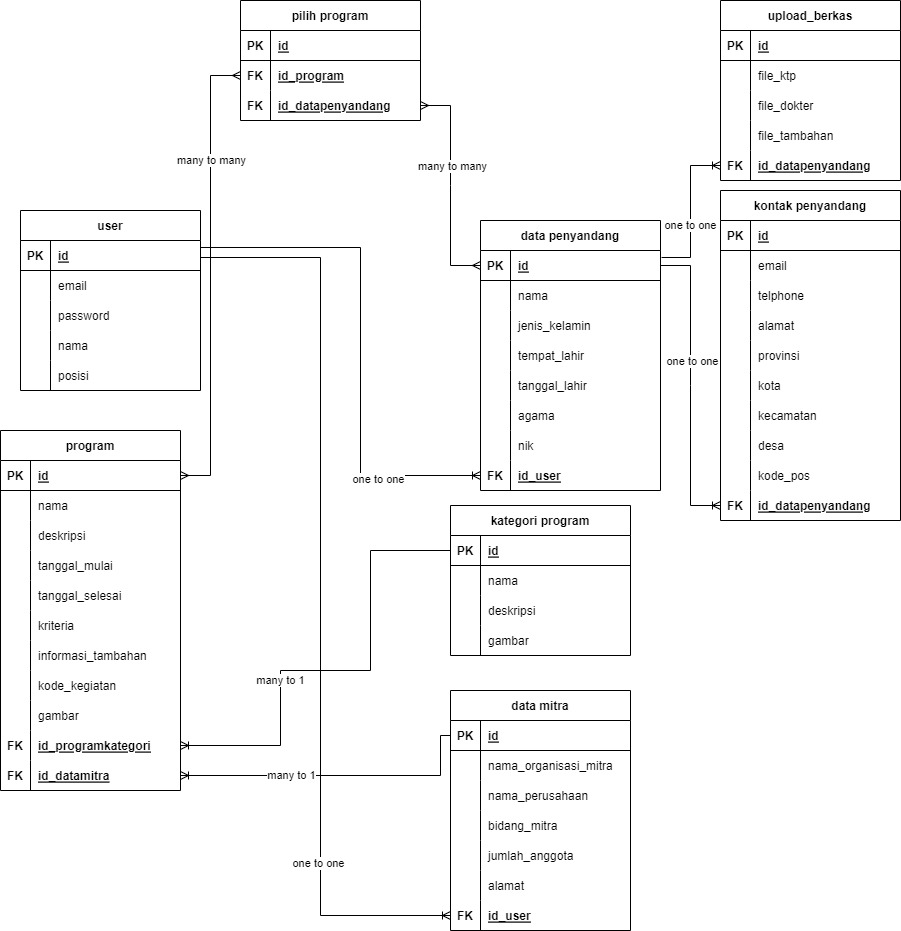 pilih program
PK id
FK id_program
FK id_datapenyandang
upload_berkas
PK id
file_ktp
file_dokter
file_tambahan
FK id_datapenyandang
many to many
many to many
kontak penyandang
PK id
email
telphone
alamat
provinsi
kota
kecamatan
desa
kode_pos
FK id_datapenyandang
user
PK id
email
password
nama
posisi
data penyandang
PK id
nama
jenis_kelamin
tempat_lahir
tanggal_lahir
agama
nik
FK id_user
one to one
one to one
one to one
program
PK id
nama
deskripsi
tanggal_mulai
tanggal_selesai
kriteria
informasi_tambahan
kode_kegiatan
gambar
FK id_programkategori
FK id_datamitra
kategori program
PK id
nama
deskripsi
gambar
many to 1
many to 1
data mitra
PK id
nama_organisasi_mitra
nama_perusahaan
bidang_mitra
jumlah_anggota
alamat
FK id_user
one to one